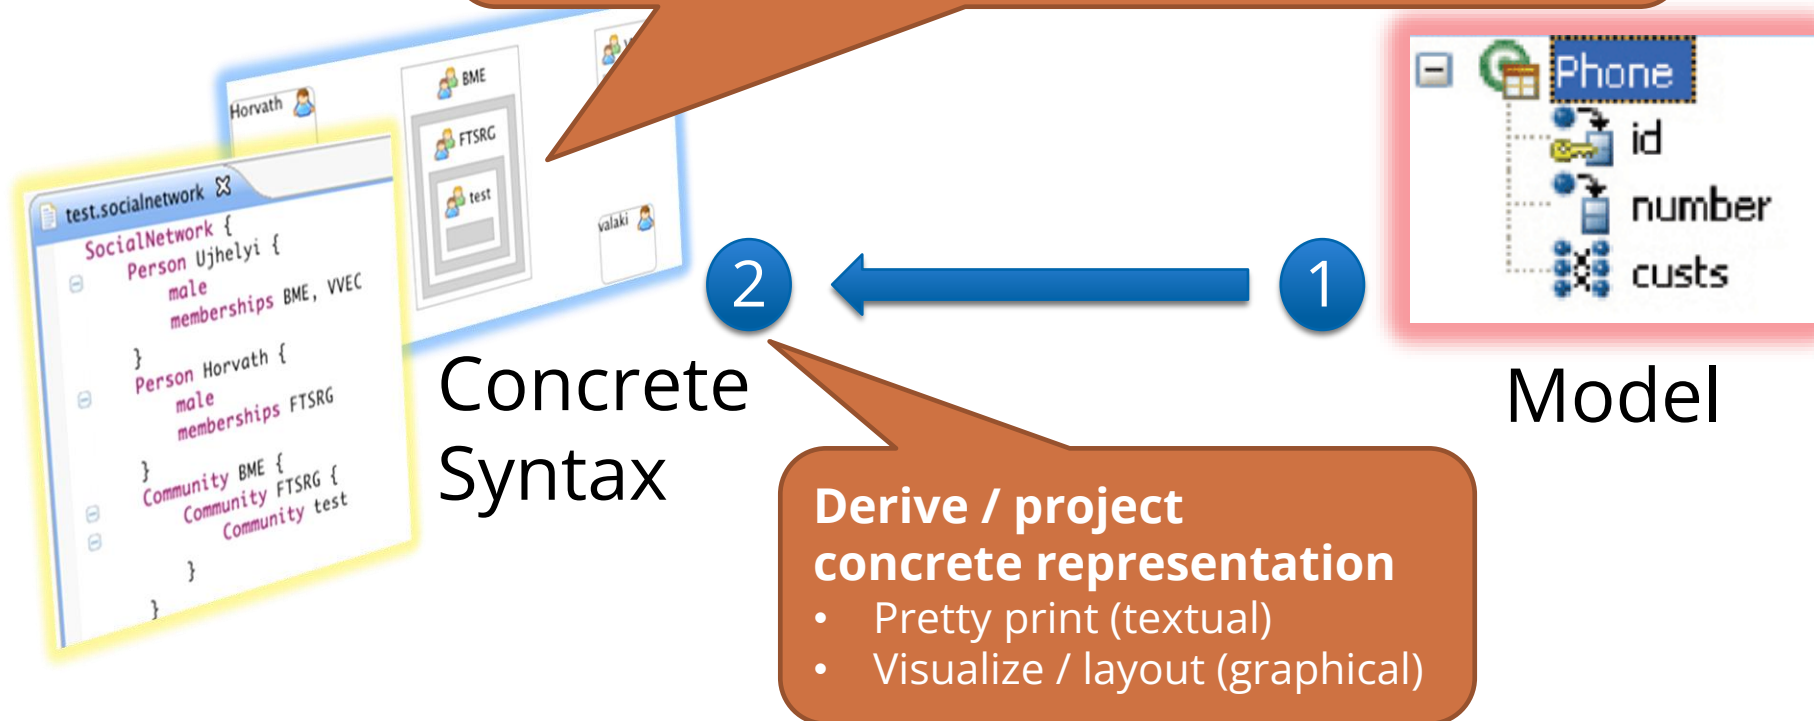 Horvath
BME
FTSRG
test
valaki
test.socialnetwork
SocialNetwork {
Person Ujhelyi {
male
memberships BME, VVEC
}
Person Horvath {
male
memberships FTSRG
}
Community BME {
Community FTSRG {
Community test
}
}
2
1
Concrete
Syntax
Phone
id
number
custs
Model
Derive / project
concrete representation
• Pretty print (textual)
• Visualize / layout (graphical)